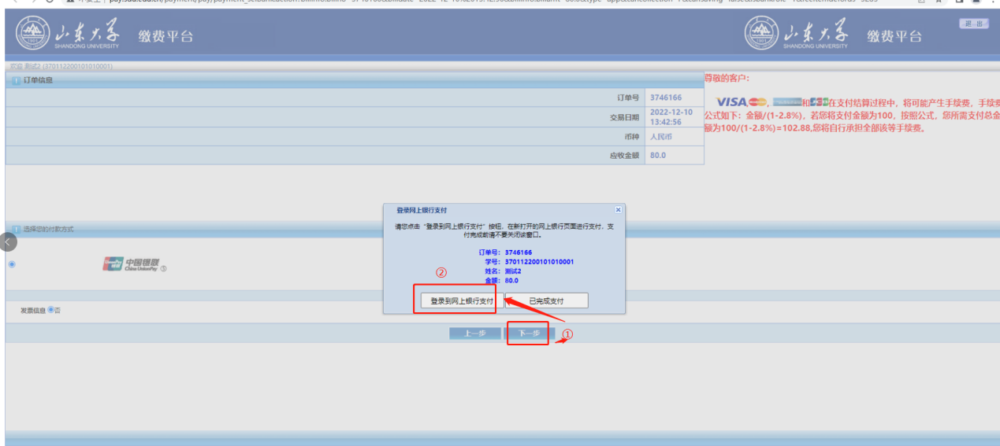 山东大学
SHANDONG UNIVERSITY
缴费平台
山东大学
SHANDONG UNIVERSITY
缴费平台
退 出
欢迎 测试2 (370112200101010001)
订单信息
订单号 3746166
交易日期 2022-12-10
13:42:56
币种 人民币
应收金额 80.0
尊敬的客户：
VISA, 和 在支付结算过程中，将可能产生手续费，手续费
公式如下：金额/(1-2.8%)，若您将支付金额为100，按照公式，您所需支付总金
额为100/(1-2.8%)=102.88,您将自行承担全部该等手续费。
选择您的付款方式
UnionPay 中国银联
China UnionPay
登录网上银行支付
请您点击“登录到网上银行支付”按钮，在新打开的网上银行页面进行支付，支
付完成前请不要关闭该窗口。
订单号： 3746166
学号： 370112200101010001
姓名： 测试2
金额： 80.0
②
登录到网上银行支付 已完成支付
发票信息 否
上一步 下一步 ①